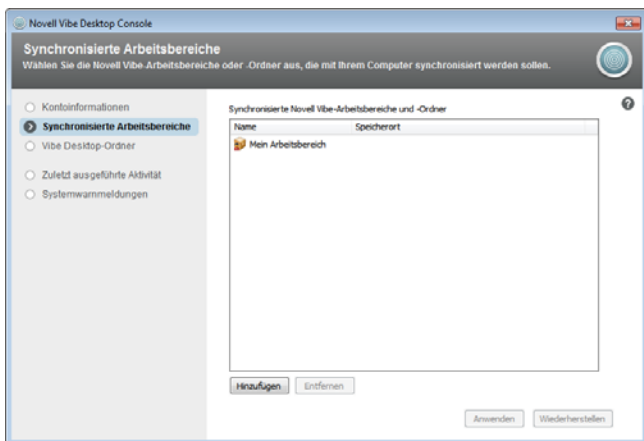 Novell Vibe Desktop Console
Synchronisierte Arbeitsbereiche
Wählen Sie die Novell Vibe-Arbeitsbereiche oder -Ordner aus, die mit Ihrem Computer synchronisiert werden sollen.
Kontoinformationen
Synchronisierte Arbeitsbereiche
Vibe Desktop-Ordner
Zuletzt ausgeführte Aktivität
Systemwarnmeldungen
Synchronisierte Novell Vibe-Arbeitsbereiche und -Ordner
Name Speicherort
Mein Arbeitsbereich
Hinzufügen Entfernen
Anwenden Wiederherstellen